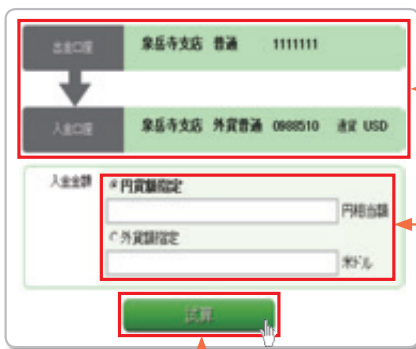 出金口座 泉岳寺支店 普通 1111111
入金口座 泉岳寺支店 外貨普通 0988510 通貨 USD
入金金額 円貨額指定
円相当額
外貨額指定
米ドル
試算